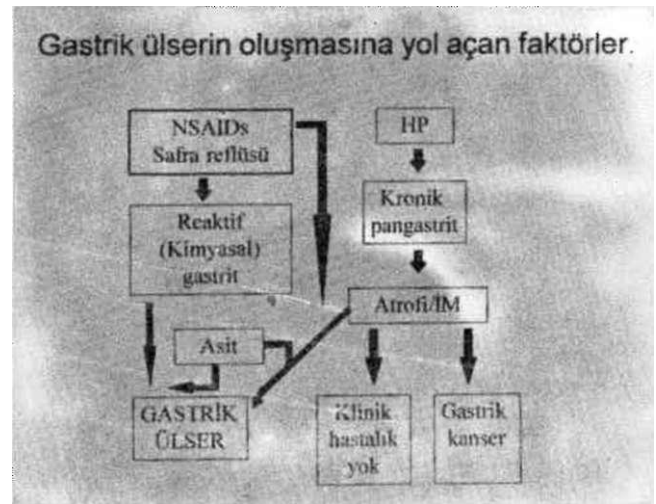 Gastrik ülserin oluşmasına yol açan faktörler.
NSAIDs
Safra reflüsü
HP
Reaktif
(Kimyasal)
gastrit
Kronik
pangastrit
Atrofi/İM
Asit
GASTRİK
ÜLSER
Klinik
hastalık
yok
Gastrik
kanser